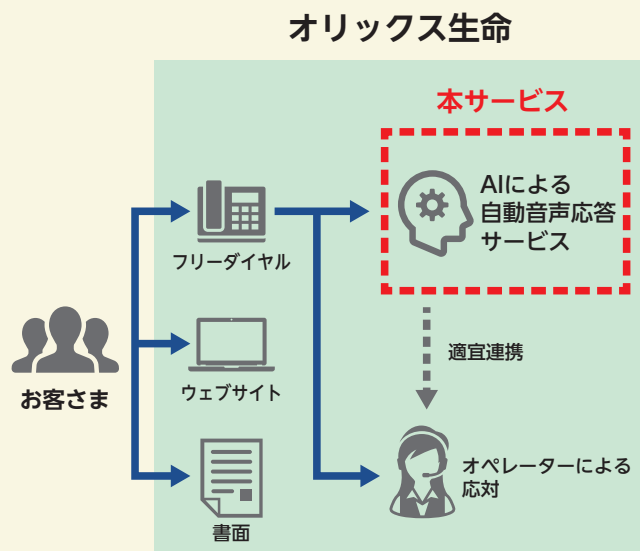 オリックス生命
本サービス
AIによる
自動音声応答
サービス
フリーダイヤル
適宜連携
ウェブサイト
お客さま
オペレーターによる
応対
書面